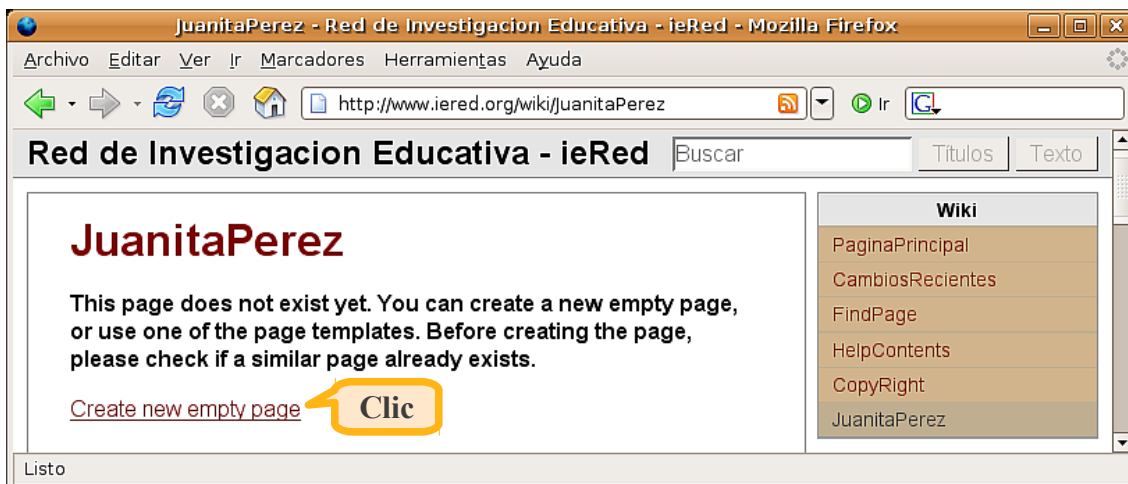 JuanitaPerez - Red de Investigacion Educativa - ieRed - Mozilla Firefox
Archivo Editar Ver Ir Marcadores Herramientas Ayuda
http://www.iered.org/wiki/JuanitaPerez Ir G
Red de Investigacion Educativa - ieRed Buscar Titulos Texto
JuanitaPerez
This page does not exist yet. You can create a new empty page,
or use one of the page templates. Before creating the page,
please check if a similar page already exists.
Create new empty page Clic
Wiki
PaginaPrincipal
CambiosRecientes
FindPage
HelpContents
CopyRight
JuanitaPerez
Listo